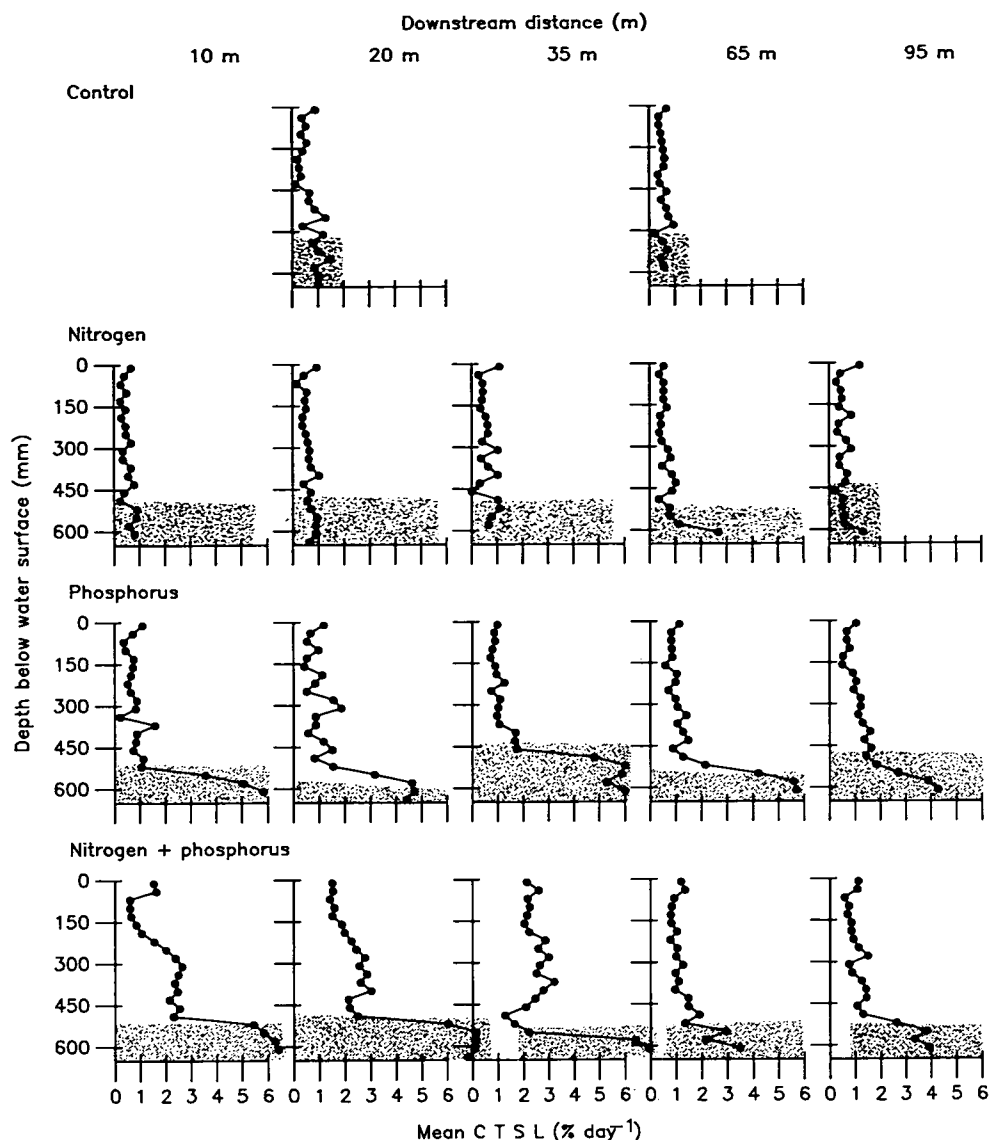 Downstream distance (m)
10 m 20 m 35 m 65 m 95 m
Control
Nitrogen
0
150
300
450
600
Phosphorus
0
150
300
450
600
Nitrogen + phosphorus
0
150
300
450
600
Depth below water surface (mm)
0 1 2 3 4 5 6 0 1 2 3 4 5 6 0 1 2 3 4 5 6 0 1 2 3 4 5 6 0 1 2 3 4 5 6
Mean C T S L (% day⁻¹)